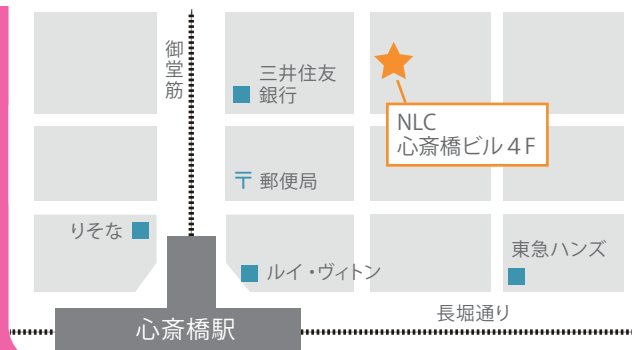 御堂筋
三井住友
銀行
NLC
心斎橋ビル4F
〒 郵便局
りそな
東急ハンズ
ルイ・ヴィトン
長堀通り
心斎橋駅